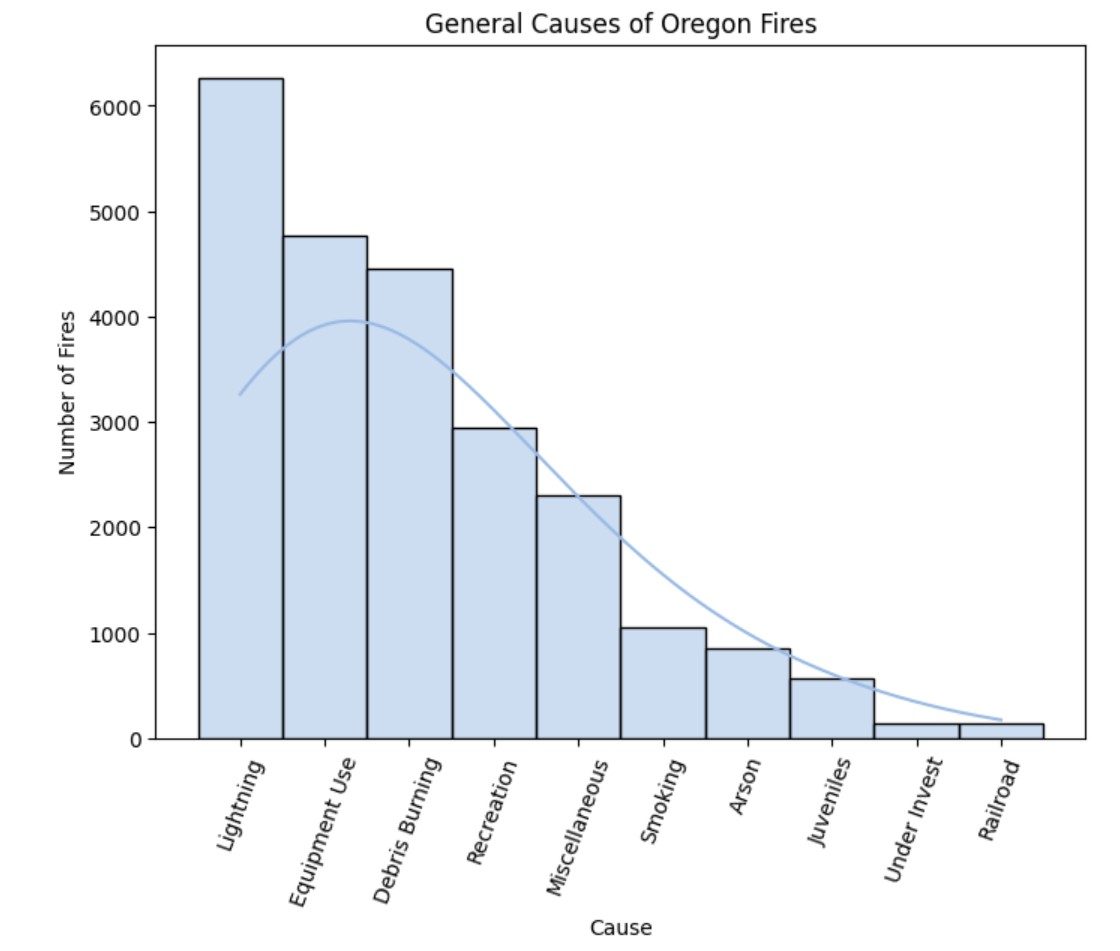 General Causes of Oregon Fires
6000
5000
4000
3000
2000
1000
0
Number of Fires
Lightning
Equipment Use
Debris Burning
Recreation
Miscellaneous
Smoking
Arson
Juveniles
Under Invest
Railroad
Cause